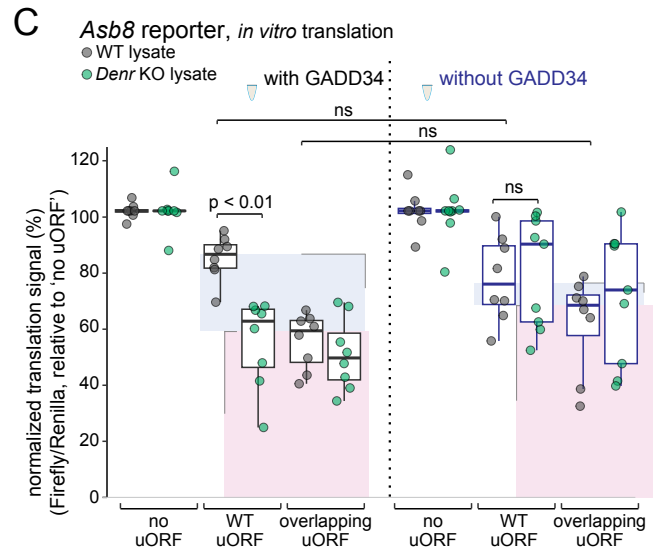 C
Asb8 reporter, in vitro translation
WT lysate
Denr KO lysate
with GADD34
without GADD34
ns
ns
p < 0.01
ns
normalized translation signal (%)
(Firefly/Renilla, relative to 'no uORF')
120
100
80
60
40
20
0
no
uORF
WT
uORF
overlapping
uORF
no
uORF
WT
uORF
overlapping
uORF